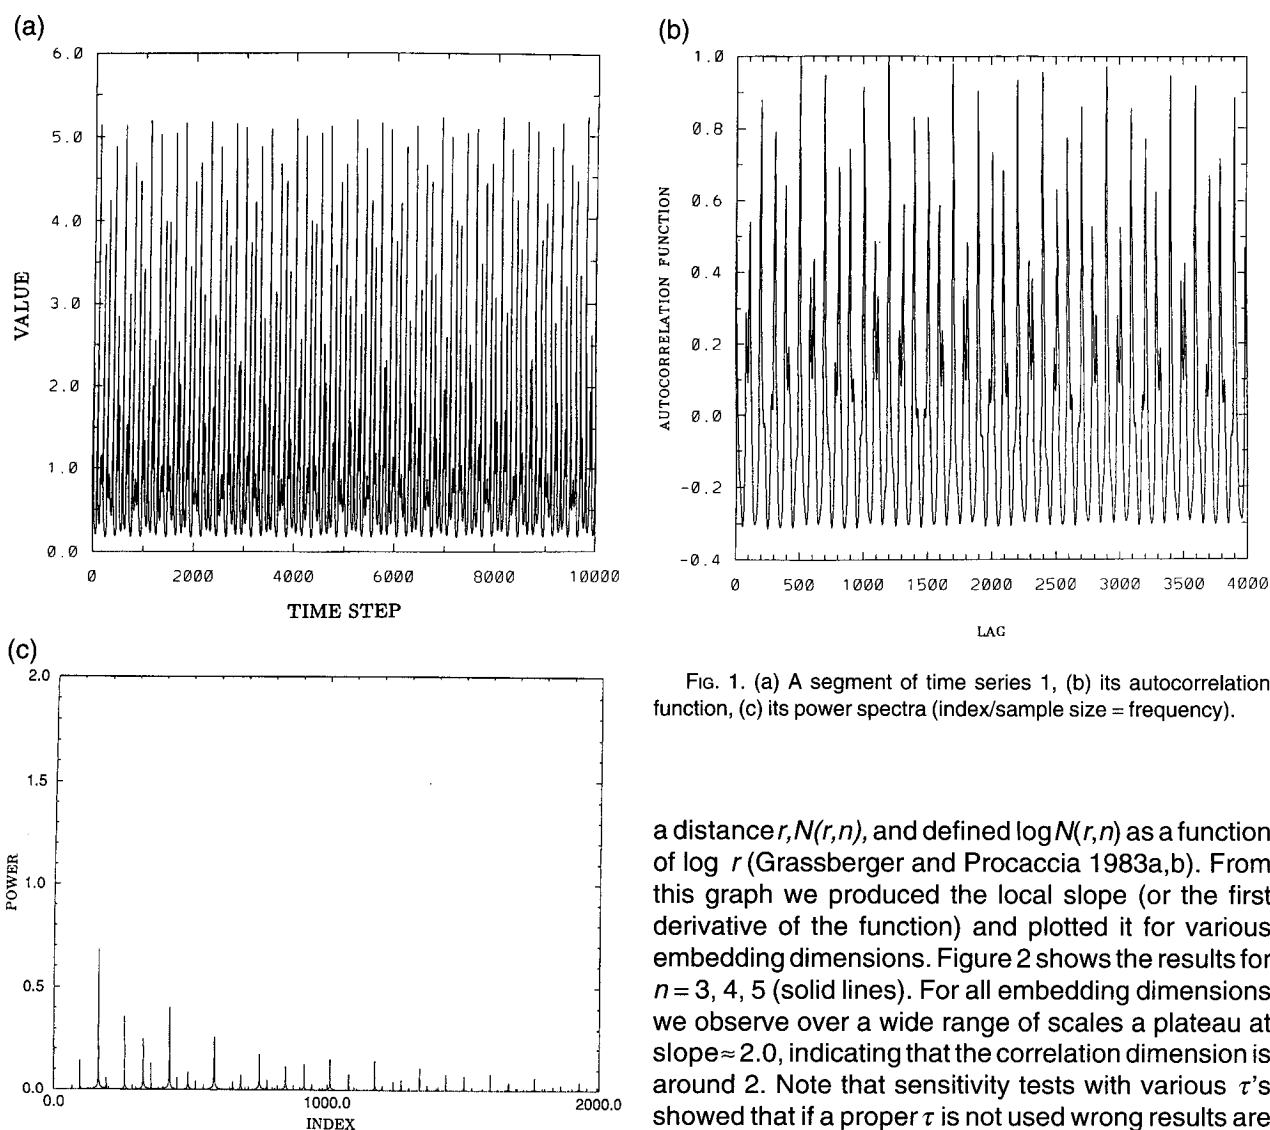 (a)
6.0
5.0
4.0
3.0
2.0
1.0
0.0
VALUE
0 2000 4000 6000 8000 10000
TIME STEP
(b)
1.0
0.8
0.6
0.4
0.2
0.0
-0.2
-0.4
AUTOCORRELATION FUNCTION
0 500 1000 1500 2000 2500 3000 3500 4000
LAG
(c)
2.0
1.5
1.0
0.5
0.0
POWER
0.0 1000.0 2000.0
INDEX
FIG. 1. (a) A segment of time series 1, (b) its autocorrelation
function, (c) its power spectra (index/sample size = frequency).
a distance r, N(r,n), and defined log N(r,n) as a function
of log r (Grassberger and Procaccia 1983a,b). From
this graph we produced the local slope (or the first
derivative of the function) and plotted it for various
embedding dimensions. Figure 2 shows the results for
n = 3, 4, 5 (solid lines). For all embedding dimensions
we observe over a wide range of scales a plateau at
slope ≈ 2.0, indicating that the correlation dimension is
around 2. Note that sensitivity tests with various τ's
showed that if a proper τ is not used wrong results are